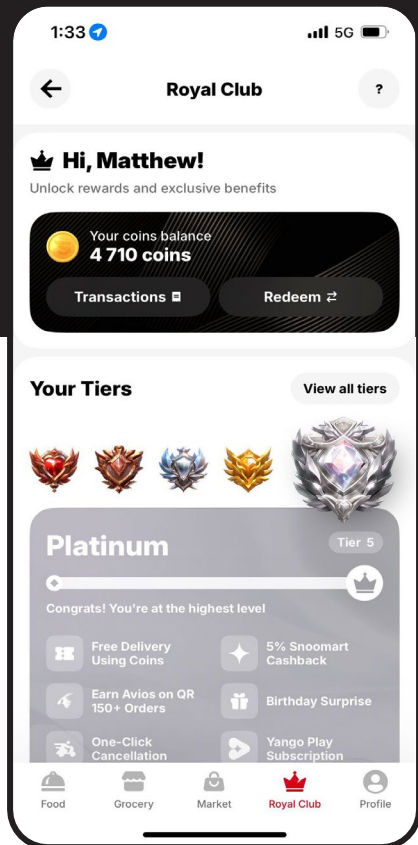 1:33
5G
Royal Club
?
Hi, Matthew!
Unlock rewards and exclusive benefits
Your coins balance
4 710 coins
Transactions
Redeem
Your Tiers
View all tiers
Platinum
Tier 5
Congrats! You're at the highest level
Free Delivery
Using Coins
5% Snoomart
Cashback
Earn Avios on QR
150+ Orders
Birthday Surprise
One-Click
Cancellation
Yango Play
Subscription
Food
Grocery
Market
Royal Club
Profile